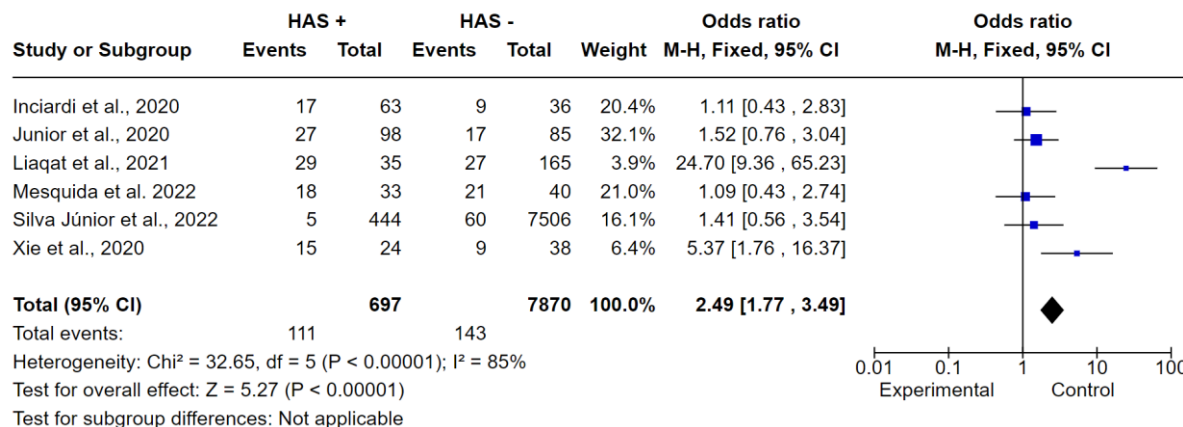 HAS + HAS - Odds ratio Odds ratio
Study or Subgroup Events Total Events Total Weight M-H, Fixed, 95% CI M-H, Fixed, 95% CI
Inciardi et al., 2020 17 63 9 36 20.4% 1.11 [0.43 , 2.83]
Junior et al., 2020 27 98 17 85 32.1% 1.52 [0.76 , 3.04]
Liaqat et al., 2021 29 35 27 165 3.9% 24.70 [9.36 , 65.23]
Mesquida et al. 2022 18 33 21 40 21.0% 1.09 [0.43 , 2.74]
Silva Júnior et al., 2022 5 444 60 7506 16.1% 1.41 [0.56 , 3.54]
Xie et al., 2020 15 24 9 38 6.4% 5.37 [1.76 , 16.37]
Total (95% CI) 697 7870 100.0% 2.49 [1.77 , 3.49]
Total events: 111 143
Heterogeneity: Chi² = 32.65, df = 5 (P < 0.00001); I² = 85%
Test for overall effect: Z = 5.27 (P < 0.00001)
Test for subgroup differences: Not applicable
0.01 0.1 1 10 100
Experimental Control